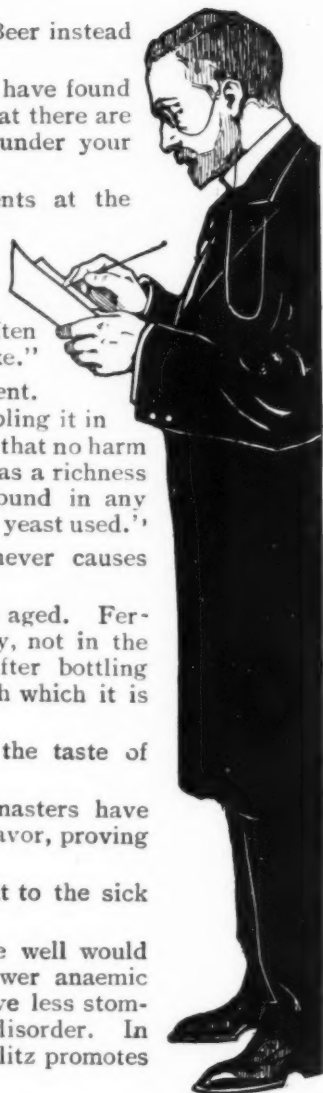 Beer instead
have found
at there are
under your
ents at the
ten
ke."
ent.
oling it in
that no harm
as a richness
ound in any
yeast used."
never causes
aged. Fer-
y, not in the
fter bottling
h which it is
the taste of
masters have
avor, proving
t to the sick
e well would
wer anaemic
ve less stom-
disorder. In
litz promotes